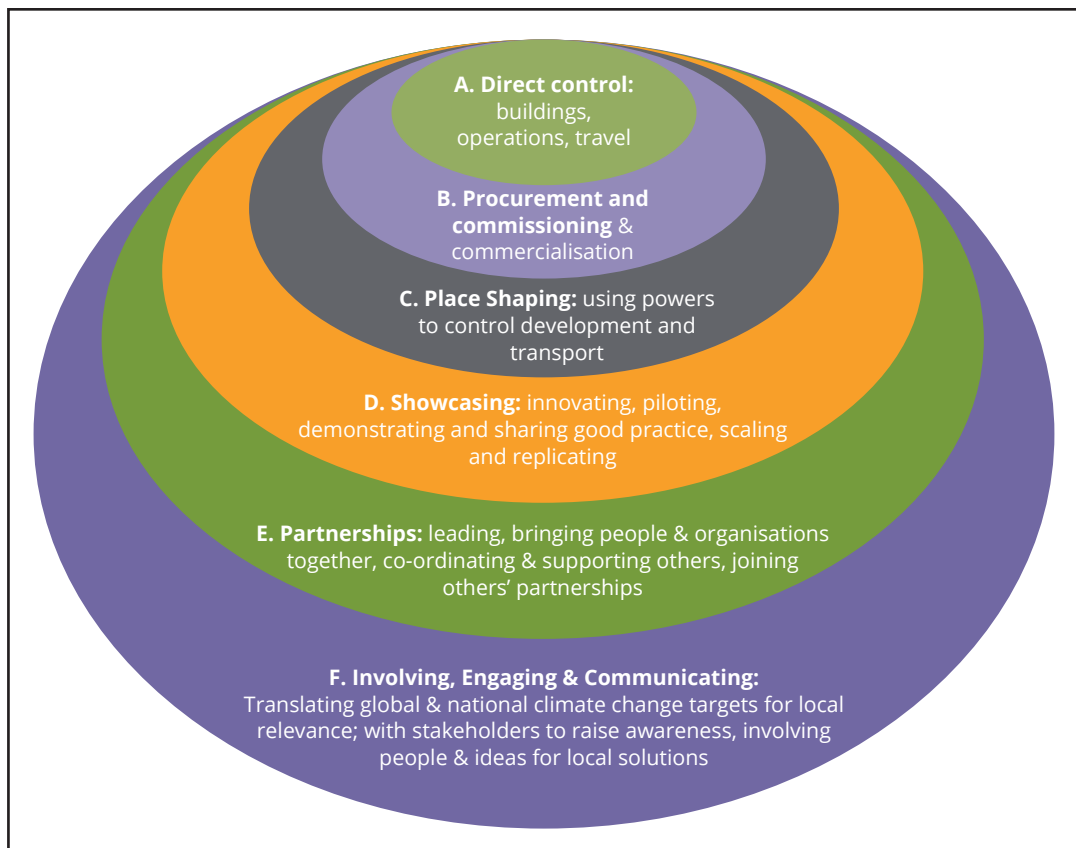 A. Direct control:
buildings,
operations, travel
B. Procurement and
commissioning &
commercialisation
C. Place Shaping: using powers
to control development and
transport
D. Showcasing: innovating, piloting,
demonstrating and sharing good practice, scaling
and replicating
E. Partnerships: leading, bringing people & organisations
together, co-ordinating & supporting others, joining
others’ partnerships
F. Involving, Engaging & Communicating:
Translating global & national climate change targets for local
relevance; with stakeholders to raise awareness, involving
people & ideas for local solutions